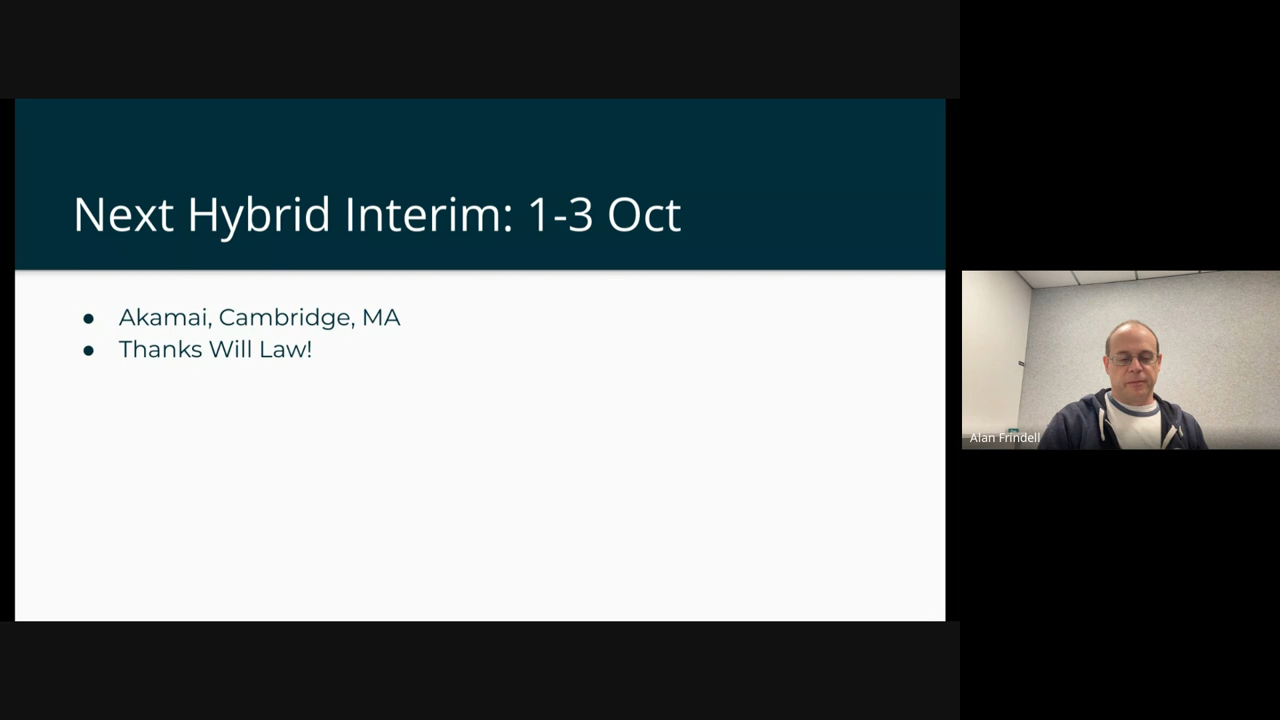 Next Hybrid Interim: 1-3 Oct
● Akamai, Cambridge, MA
● Thanks Will Law!
Alan Frindell